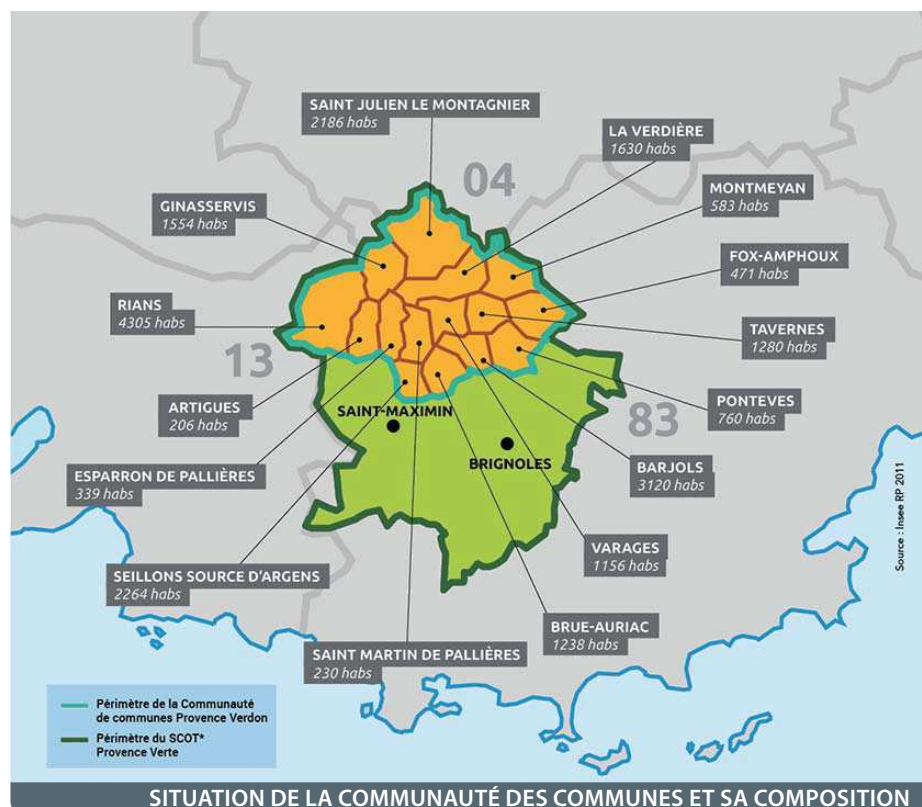 SAINT JULIEN LE MONTAGNIER
2186 habs
LA VERDIÈRE
1630 habs
04
MONTMEYAN
583 habs
GINASSERVIS
1554 habs
FOX-AMPHOUX
471 habs
RIANS
4305 habs
TAVERNES
1280 habs
13
PONTEVES
760 habs
ARTIGUES
206 habs
SAINT-MAXIMIN
83
BRIGNOLES
BARJOLS
3120 habs
ESPARRON DE PALLIÈRES
339 habs
VARAGES
1156 habs
SEILLONS SOURCE D'ARGENS
2264 habs
BRUE-AURIAC
1238 habs
SAINT MARTIN DE PALLIÈRES
230 habs
Source : Insee RP 2011
Périmètre de la Communauté
de communes Provence Verdon
Périmètre du SCOT*
Provence Verte
SITUATION DE LA COMMUNAUTÉ DES COMMUNES ET SA COMPOSITION